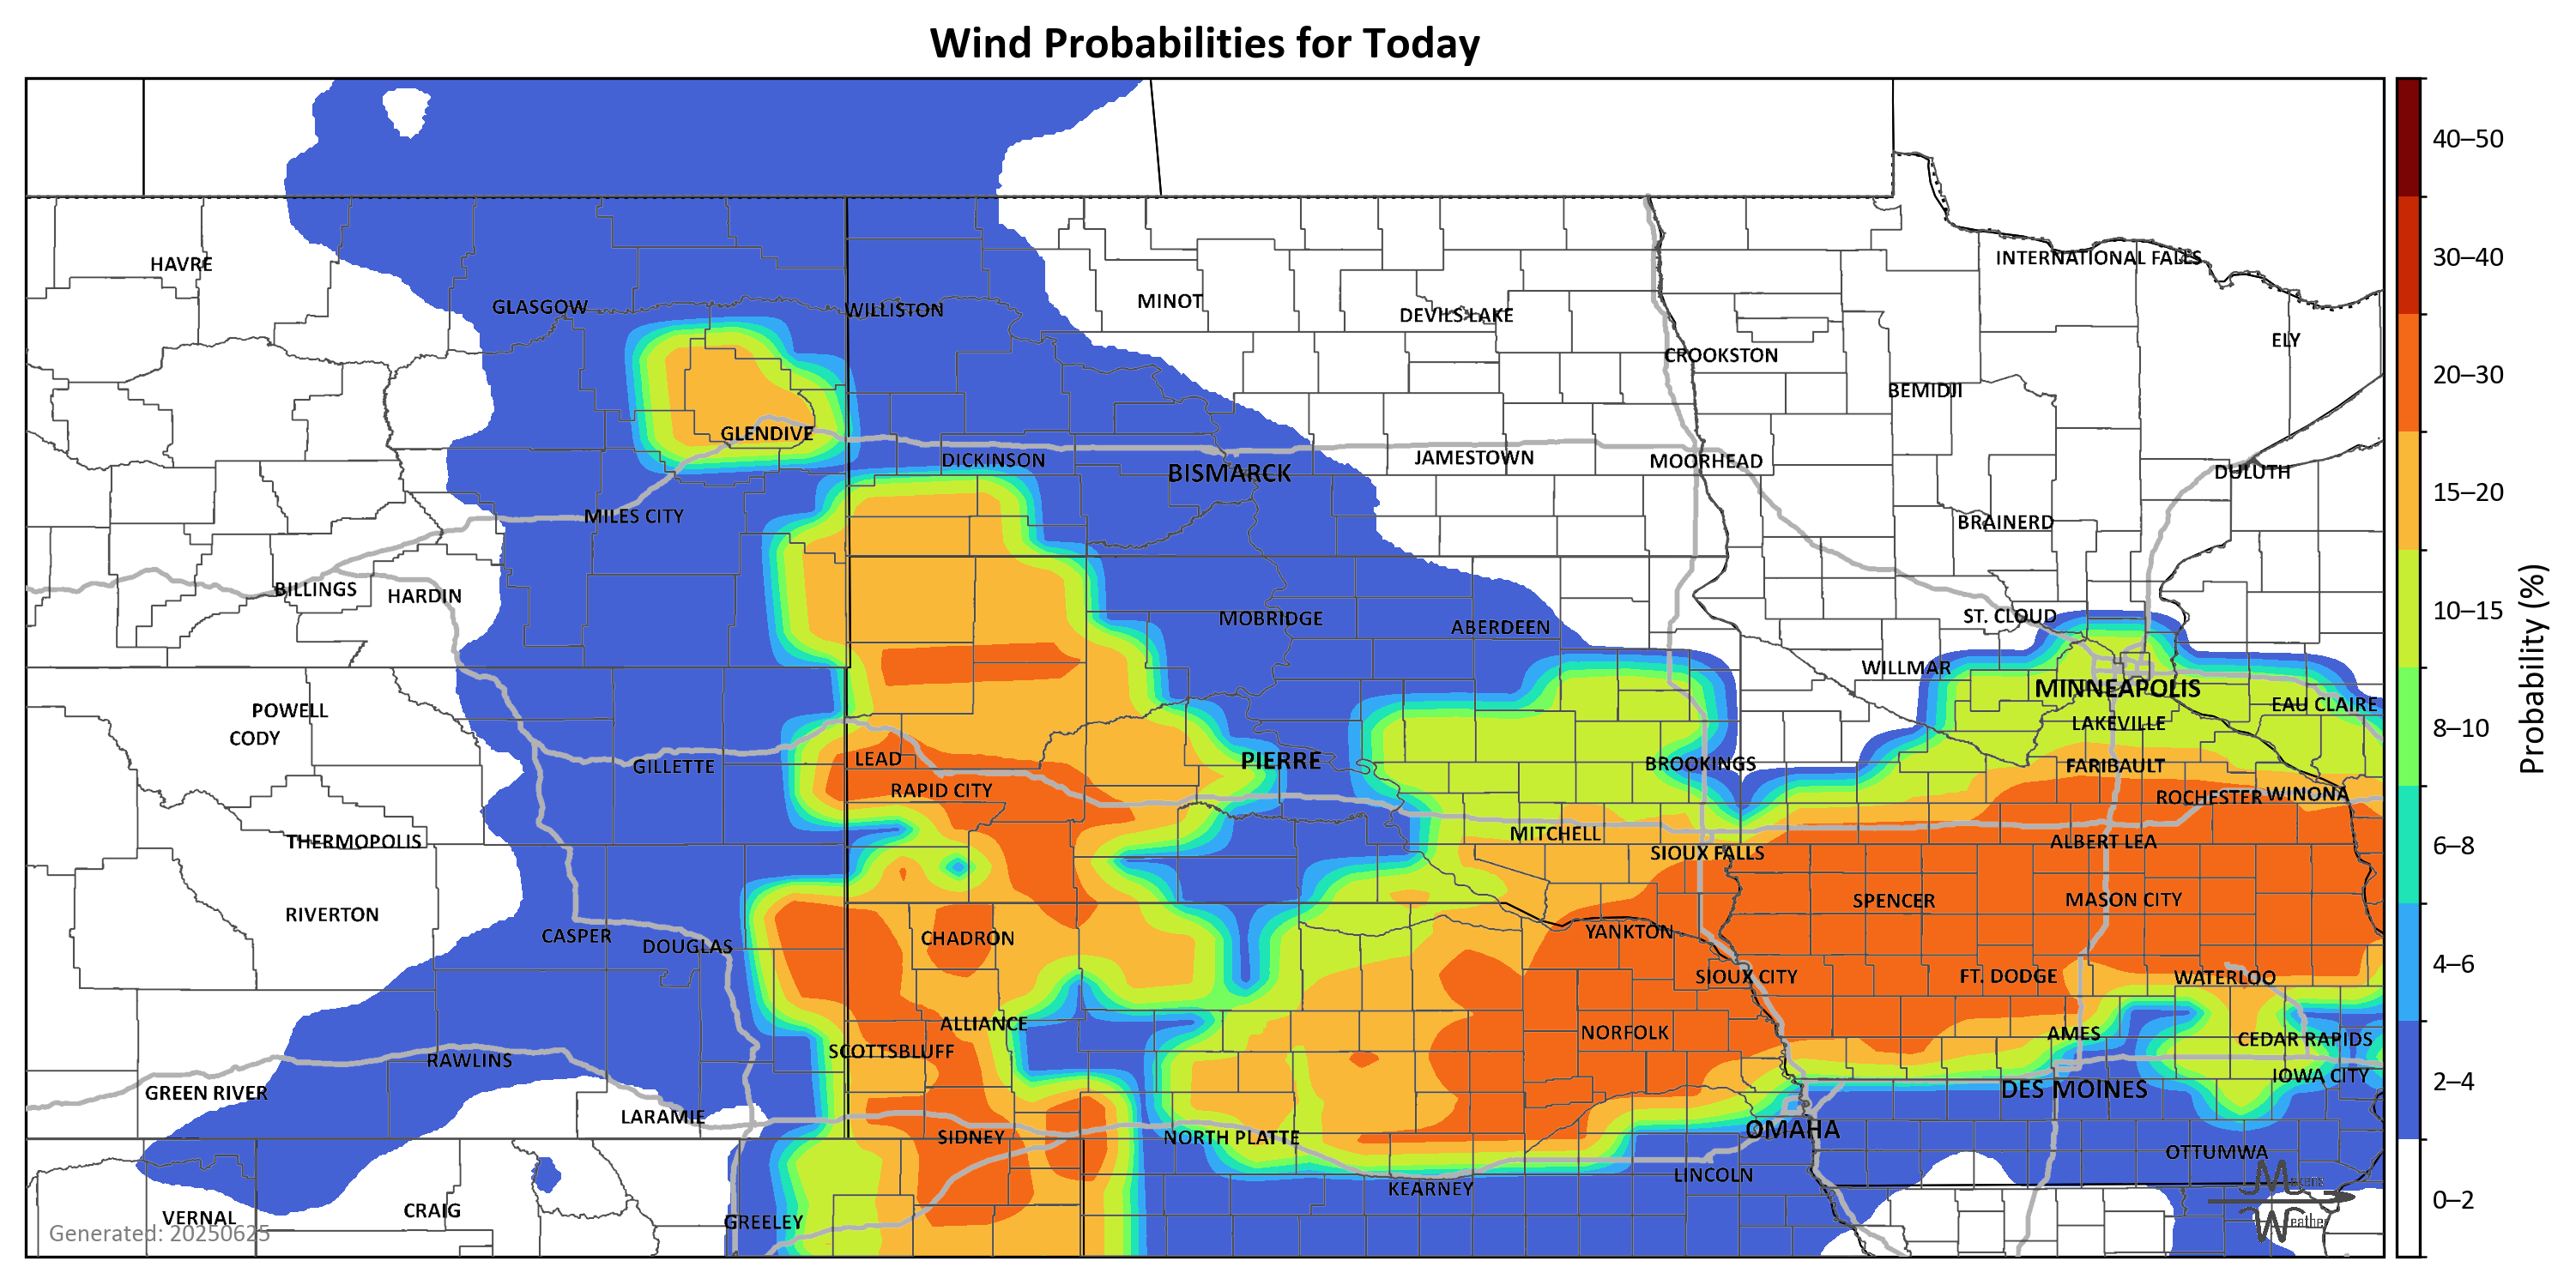 Wind Probabilities for Today
HAVRE
INTERNATIONAL FALLS
GLASGOW
WILLISTON
MINOT
DEVILS LAKE
ELY
CROOKSTON
BEMIDJI
GLENDIVE
DICKINSON
BISMARCK
JAMESTOWN
MOORHEAD
DULUTH
MILES CITY
BRAINERD
BILLINGS
HARDIN
MOBRIDGE
ABERDEEN
ST. CLOUD
WILLMAR
MINNEAPOLIS
POWELL
EAU CLAIRE
CODY
LAKEVILLE
GILLETTE
LEAD
PIERRE
BROOKINGS
FARIBAULT
RAPID CITY
ROCHESTER
WINONA
THERMOPOLIS
MITCHELL
SIOUX FALLS
ALBERT LEA
RIVERTON
SPENCER
MASON CITY
CASPER
DOUGLAS
CHADRON
YANKTON
SIOUX CITY
FT. DODGE
WATERLOO
ALLIANCE
NORFOLK
AMES
CEDAR RAPIDS
RAWLINS
SCOTTSBLUFF
GREEN RIVER
DES MOINES
IOWA CITY
LARAMIE
SIDNEY
NORTH PLATTE
OMAHA
OTTUMWA
LINCOLN
KEARNEY
VERNAL
CRAIG
GREELEY
Generated: 20250625
Weather
40–50
30–40
20–30
15–20
10–15
8–10
6–8
4–6
2–4
0–2
Probability (%)